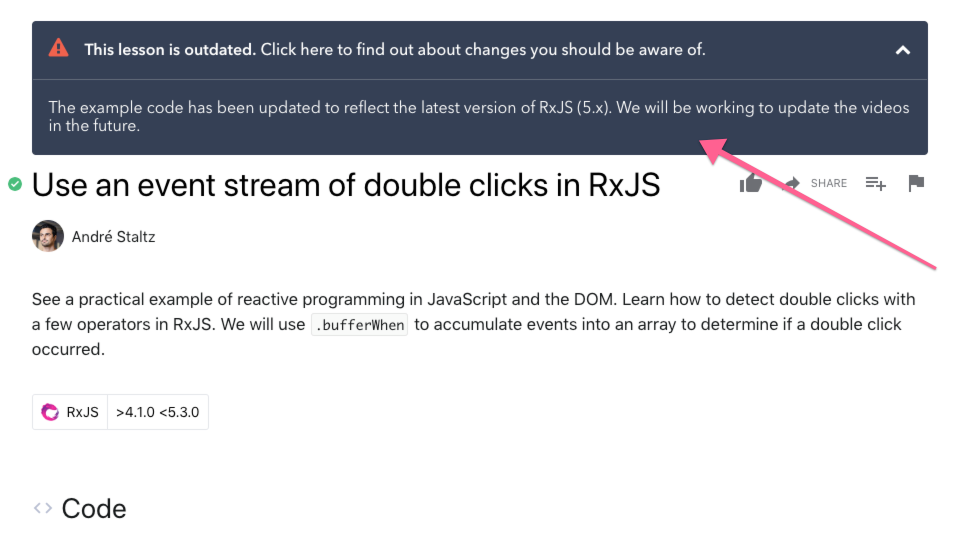 This lesson is outdated. Click here to find out about changes you should be aware of.
The example code has been updated to reflect the latest version of RxJS (5.x). We will be working to update the videos
in the future.
Use an event stream of double clicks in RxJS
SHARE
André Staltz
See a practical example of reactive programming in JavaScript and the DOM. Learn how to detect double clicks with
a few operators in RxJS. We will use .bufferWhen to accumulate events into an array to determine if a double click
occurred.
RxJS >4.1.0 <5.3.0
<> Code